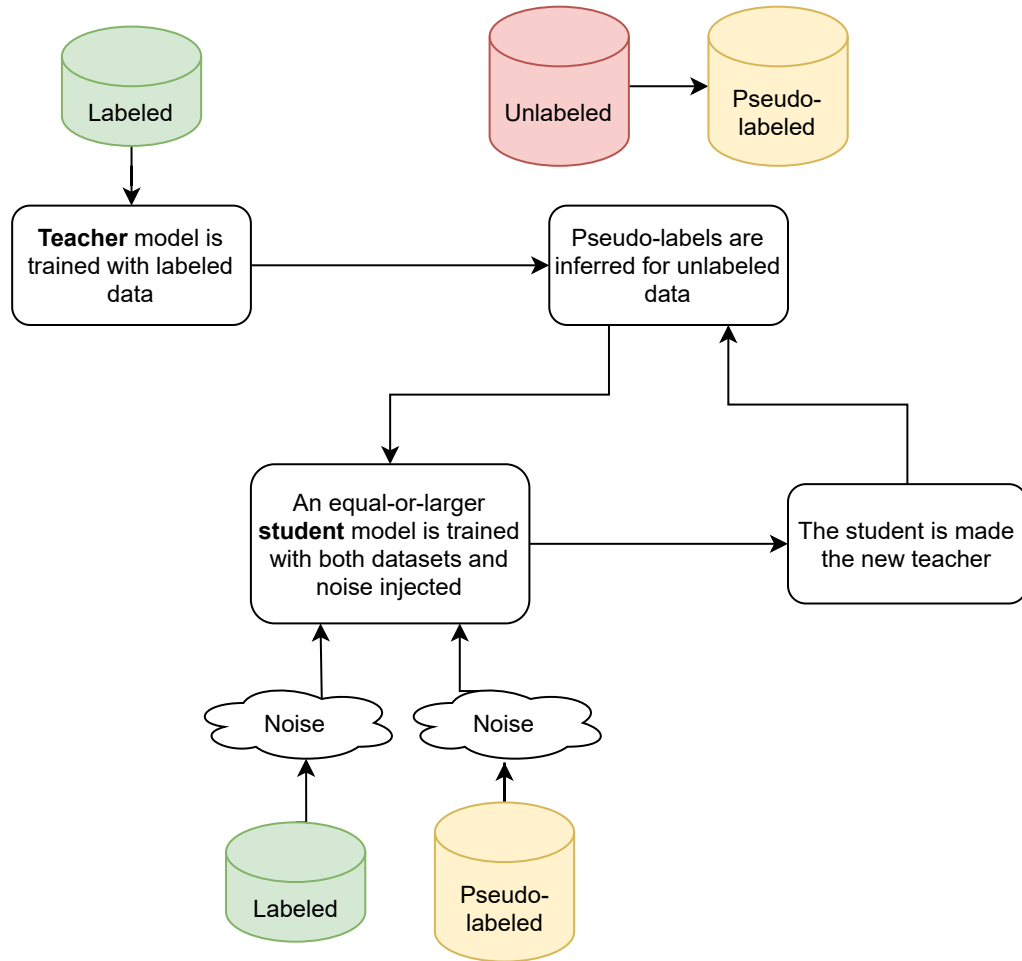 Labeled
Unlabeled
Pseudo-
labeled
Teacher model is
trained with labeled
data
Pseudo-labels are
inferred for unlabeled
data
An equal-or-larger
student model is trained
with both datasets and
noise injected
The student is made
the new teacher
Noise
Noise
Labeled
Pseudo-
labeled